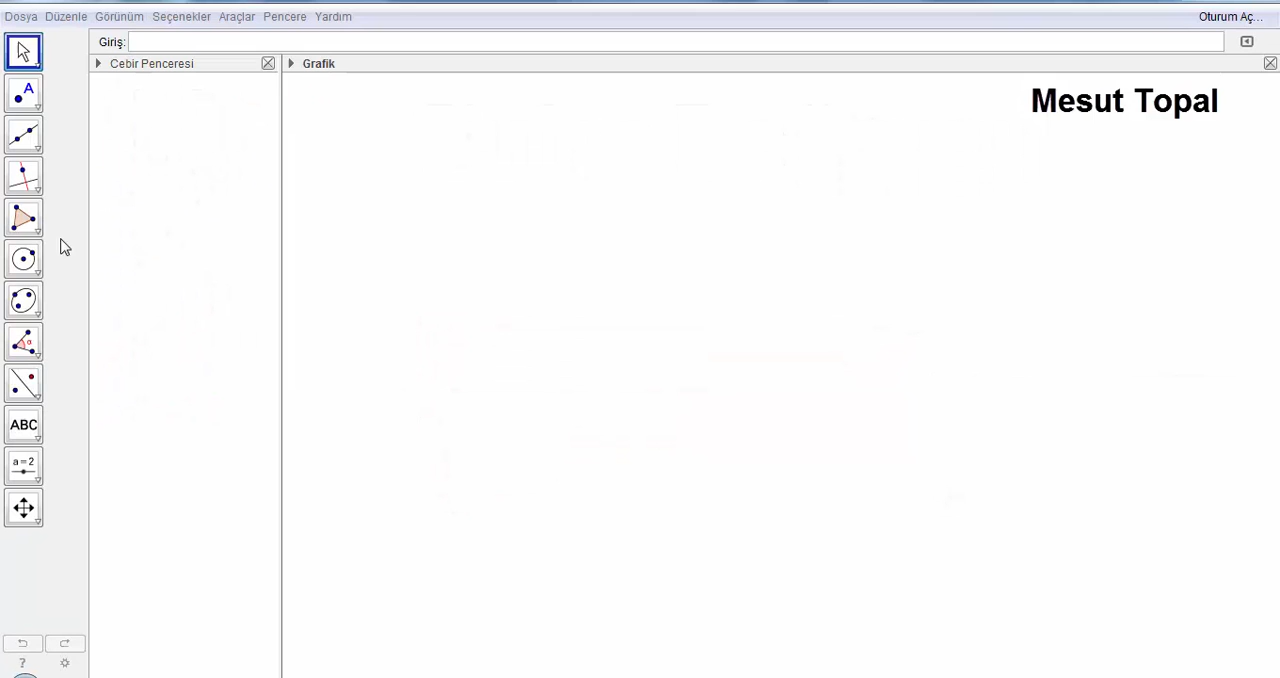 Dosya Düzenle Görünüm Seçenekler Araçlar Pencere Yardım Oturum Aç...
Giriş:
Cebir Penceresi
Grafik
Mesut Topal
A
α
ABC
a=2
?